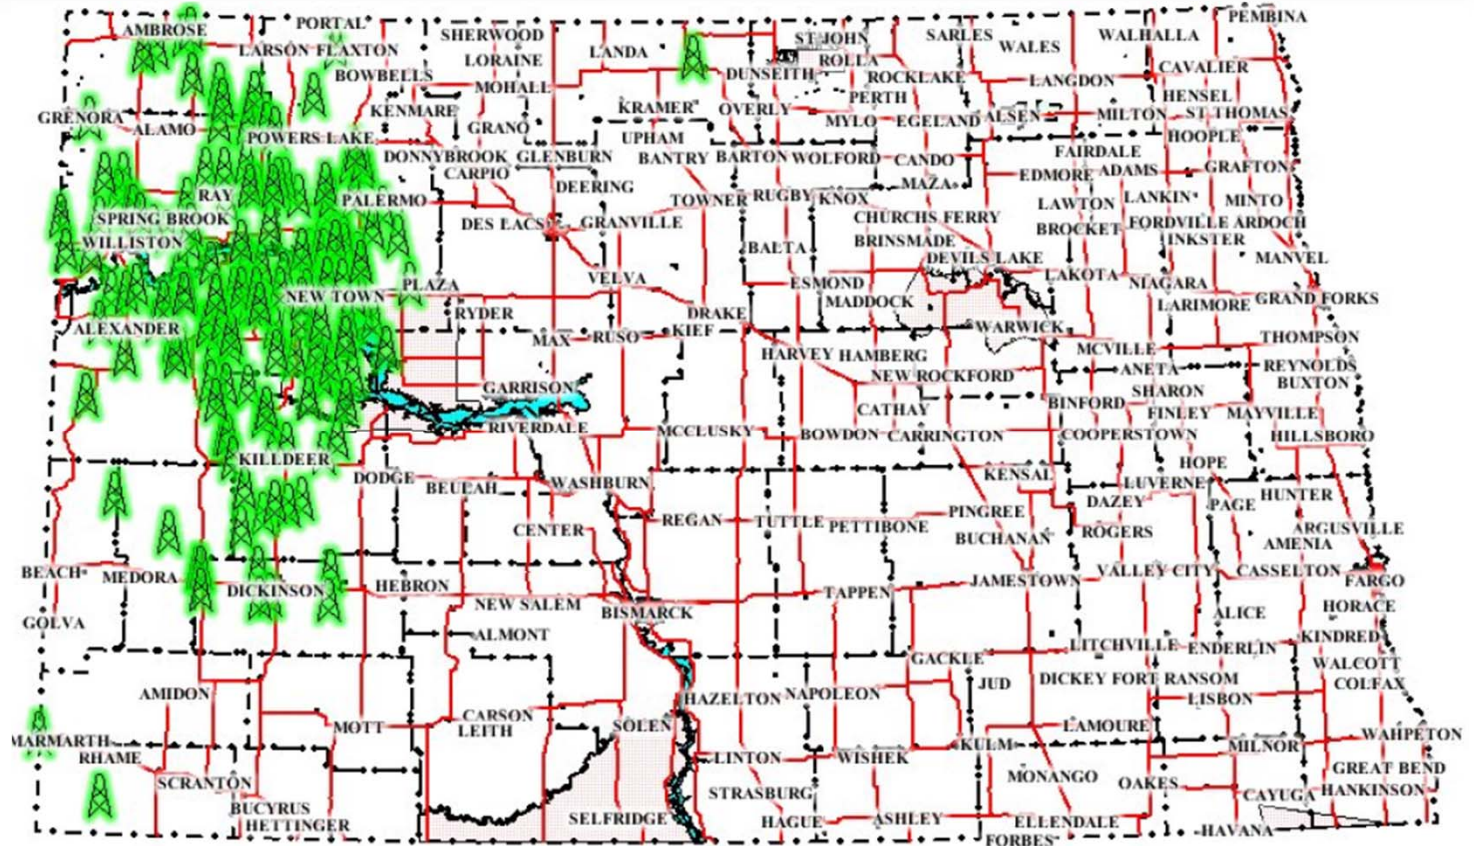 PEMBINA
AMBROSE PORTAL SHERWOOD ST JOHN SARLES WALHALLA
LARSON FLAXTON LORAINE LANDA ROLLA WALES
BOWBELLS MOHALL DUNSEITH ROCKLAKE LANGDON CAVALIER
GRENORA KENMARE KRAMER OVERLY PERTH HENSEL
ALAMO GRANO MYLO EGELAND ALSEN MILTON ST THOMAS
POWERS LAKE UPHAM HOOPLE
DONNYBROOK GLENBURN BANTRY BARTON WOLFORD CANDO FAIRDALE
CARPIO EDMORE ADAMS GRAFTON
RAY PALERMO DEERING TOWNER RUGBY KNOX MAZA LAWTON LANKIN MINTO
SPRING BROOK DES LACS GRANVILLE CHURCHS FERRY BROCKET FORDVILLE ARDOCH
WILLISTON BALTA BRINSMADE INKSTER
DEVILS LAKE MANVEL
NEW TOWN PLAZA VELVA ESMOND LAKOTA NIAGARA
RYDER DRAKE MADDOCK LARIMORE GRAND FORKS
ALEXANDER MAX RUSO KIEF WARWICK THOMPSON
HARVEY HAMBERG MCVILLE
NEW ROCKFORD ANETA REYNOLDS
GARRISON SHARON BUXTON
CATHAY BINFORD FINLEY MAYVILLE
RIVERDALE MCCLUSKY BOWDON CARRINGTON COOPERSTOWN HILLSBORO
KILLDEER HOPE
DODGE BEULAH WASHBURN KENSAL LUVERNE
DAZEY PAGE HUNTER
CENTER REGAN TUTTLE PETTIBONE PINGREE ROGERS ARGUSVILLE
BUCHANAN AMENIA
BEACH MEDORA DICKINSON HEBRON JAMESTOWN VALLEY CITY CASSELTON FARGO
NEW SALEM BISMARCK TAPPEN HORACE
GOLVA ALICE
ALMONT LITCHVILLE ENDERLIN KINDRED
GACKLE WALCOTT
AMIDON HAZELTON NAPOLEON JUD DICKEY FORT RANSOM COLFAX
LISBON
MOTT CARSON SOLEN LAMOURE
LEITH WAHPETON
MARMARTH KULM MILNOR
RHAME LINTON WISHEK GREAT BEND
SCRANTON MONANGO OAKES HANKINSON
STRASBURG CAYUGA
BUCYRUS
HETTINGER SELFRIDGE HAGUE ASHLEY ELLENDALE HAVANA
FORBES